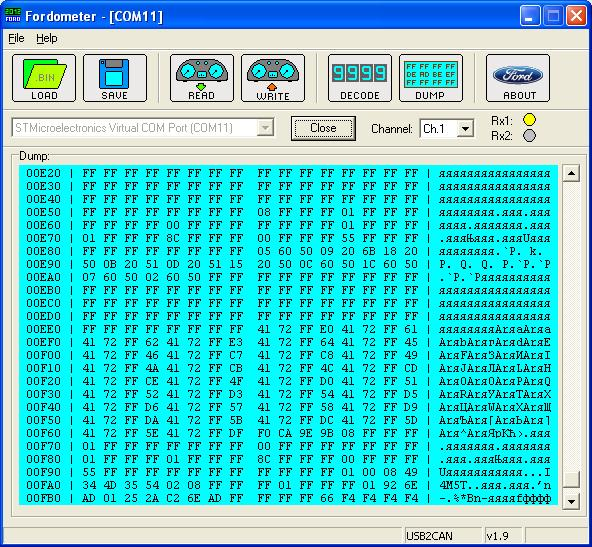 Fordometer - [COM11]
File Help
2012 FORD
.BIN
9999
FF FF FF FF
DE AD BE EF
FF FF FF FF
Ford
LOAD SAVE READ WRITE DECODE DUMP ABOUT
STMicroelectronics Virtual COM Port (COM11) Close Channel: Ch.1 Rx1:
Rx2:
Dump:
00E20 | FF FF FF FF FF FF FF FF  FF FF FF FF FF FF FF FF | яяяяяяяяяяяяяяяя
00E30 | FF FF FF FF FF FF FF FF  FF FF FF FF FF FF FF FF | яяяяяяяяяяяяяяяя
00E40 | FF FF FF FF FF FF FF FF  FF FF FF FF FF FF FF FF | яяяяяяяяяяяяяяяя
00E50 | FF FF FF FF FF FF FF FF  08 FF FF FF 01 FF FF FF | яяяяяяяя.яяя.яяя
00E60 | FF FF FF FF 00 FF FF FF  FF FF FF FF 01 FF FF FF | яяяя.яяяяяяя.яяя
00E70 | 01 FF FF FF 8C FF FF FF  00 FF FF FF 55 FF FF FF | .яяяЊяяя.яяяUяяя
00E80 | FF FF FF FF FF FF FF FF  05 60 50 09 20 6B 18 20 | яяяяяяяя.`P. k.
00E90 | 50 0B 20 51 0D 20 51 15  20 50 0C 60 50 1C 60 50 | P. Q. Q. P.`P.`P
00EA0 | 07 60 50 02 60 50 FF FF  FF FF FF FF FF FF FF FF | .`P.`Pяяяяяяяяяя
00EB0 | FF FF FF FF FF FF FF FF  FF FF FF FF FF FF FF FF | яяяяяяяяяяяяяяяя
00EC0 | FF FF FF FF FF FF FF FF  FF FF FF FF FF FF FF FF | яяяяяяяяяяяяяяяя
00ED0 | FF FF FF FF FF FF FF FF  FF FF FF FF FF FF FF FF | яяяяяяяяяяяяяяяя
00EE0 | FF FF FF FF FF FF FF FF  41 72 FF E0 41 72 FF 61 | яяяяяяяяArяаArяa
00EF0 | 41 72 FF 62 41 72 FF E3  41 72 FF 64 41 72 FF 45 | ArяbArягArяdArяE
00F00 | 41 72 FF 46 41 72 FF C7  41 72 FF C8 41 72 FF 49 | ArяFArяЗArяИArяI
00F10 | 41 72 FF 4A 41 72 FF CB  41 72 FF 4C 41 72 FF CD | ArяJArяЛArяLArяН
00F20 | 41 72 FF CE 41 72 FF 4F  41 72 FF D0 41 72 FF 51 | ArяОArяOArяРArяQ
00F30 | 41 72 FF 52 41 72 FF D3  41 72 FF 54 41 72 FF D5 | ArяRArяУArяTArяХ
00F40 | 41 72 FF D6 41 72 FF 57  41 72 FF 58 41 72 FF D9 | ArяЦArяWArяXArяЩ
00F50 | 41 72 FF DA 41 72 FF 5B  41 72 FF DC 41 72 FF 5D | ArяЪArя[ArяЬArя]
00F60 | 41 72 FF 5E 41 72 FF DF  F0 CA 9E 9B 08 FF FF FF | Arя^ArяЯрКћ›.яяя
00F70 | 01 FF FF FF FF FF FF FF  00 FF FF FF FF FF FF FF | .яяяяяяя.яяяяяяя
00F80 | 01 FF FF FF 01 FF FF FF  8C FF FF FF 00 FF FF FF | .яяя.яяяЊяяя.яяя
00F90 | 55 FF FF FF FF FF FF FF  FF FF FF FF 01 00 08 49 | Uяяяяяяяяяяя...I
00FA0 | 34 4D 35 54 02 08 FF FF  FF 01 FF FF FF 01 92 6E | 4M5T..яяя.яяя.’n
00FB0 | AD 01 25 2A C2 6E AD FF  FF FF FF 66 F4 F4 F4 F4 | -.%*Вn-яяяяfфффф
USB2CAN v1.9